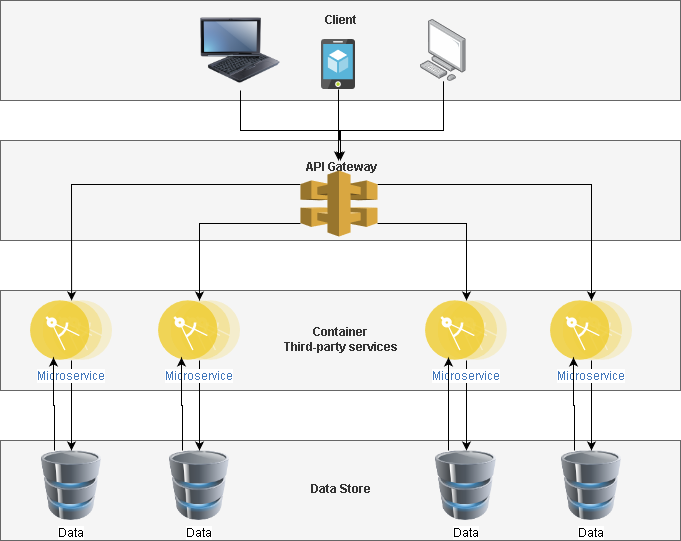 Client
API Gateway
Container
Third-party services
Microservice
Microservice
Microservice
Microservice
Data Store
Data
Data
Data
Data